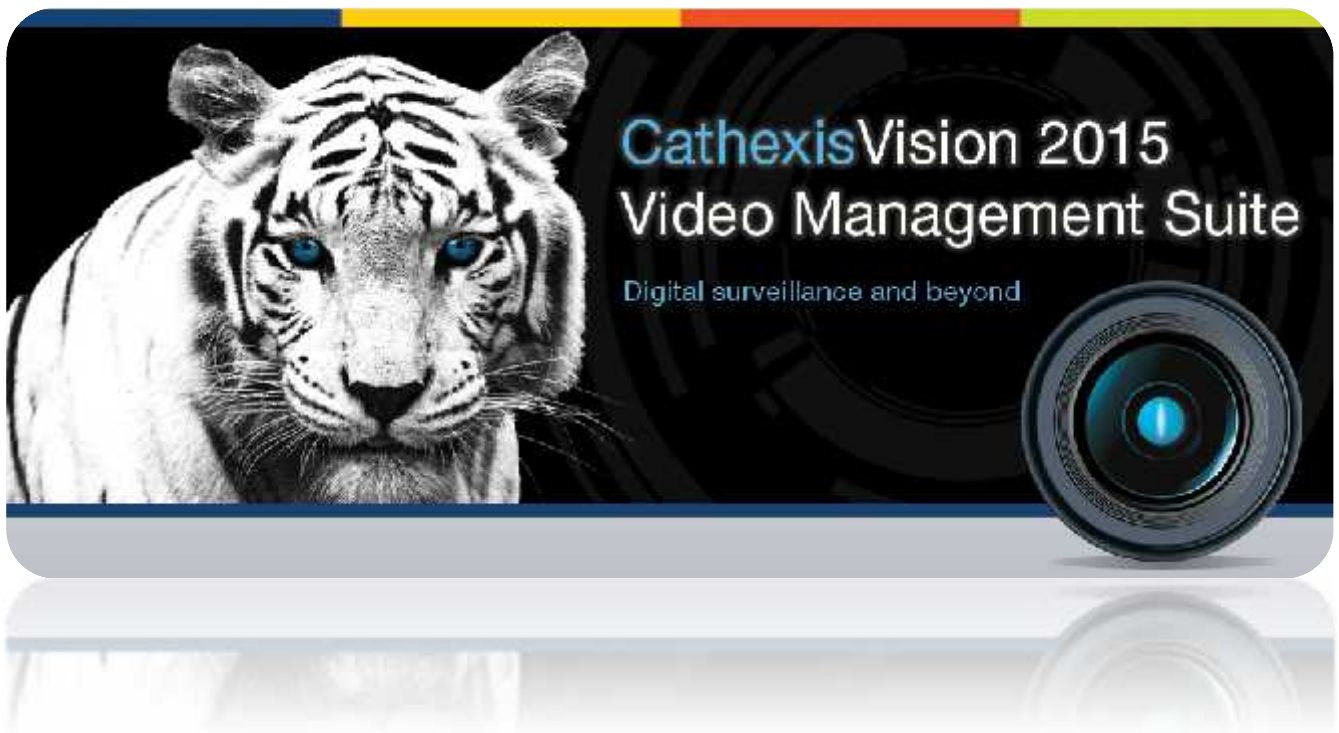 CathexisVision 2015
Video Management Suite
Digital surveillance and beyond